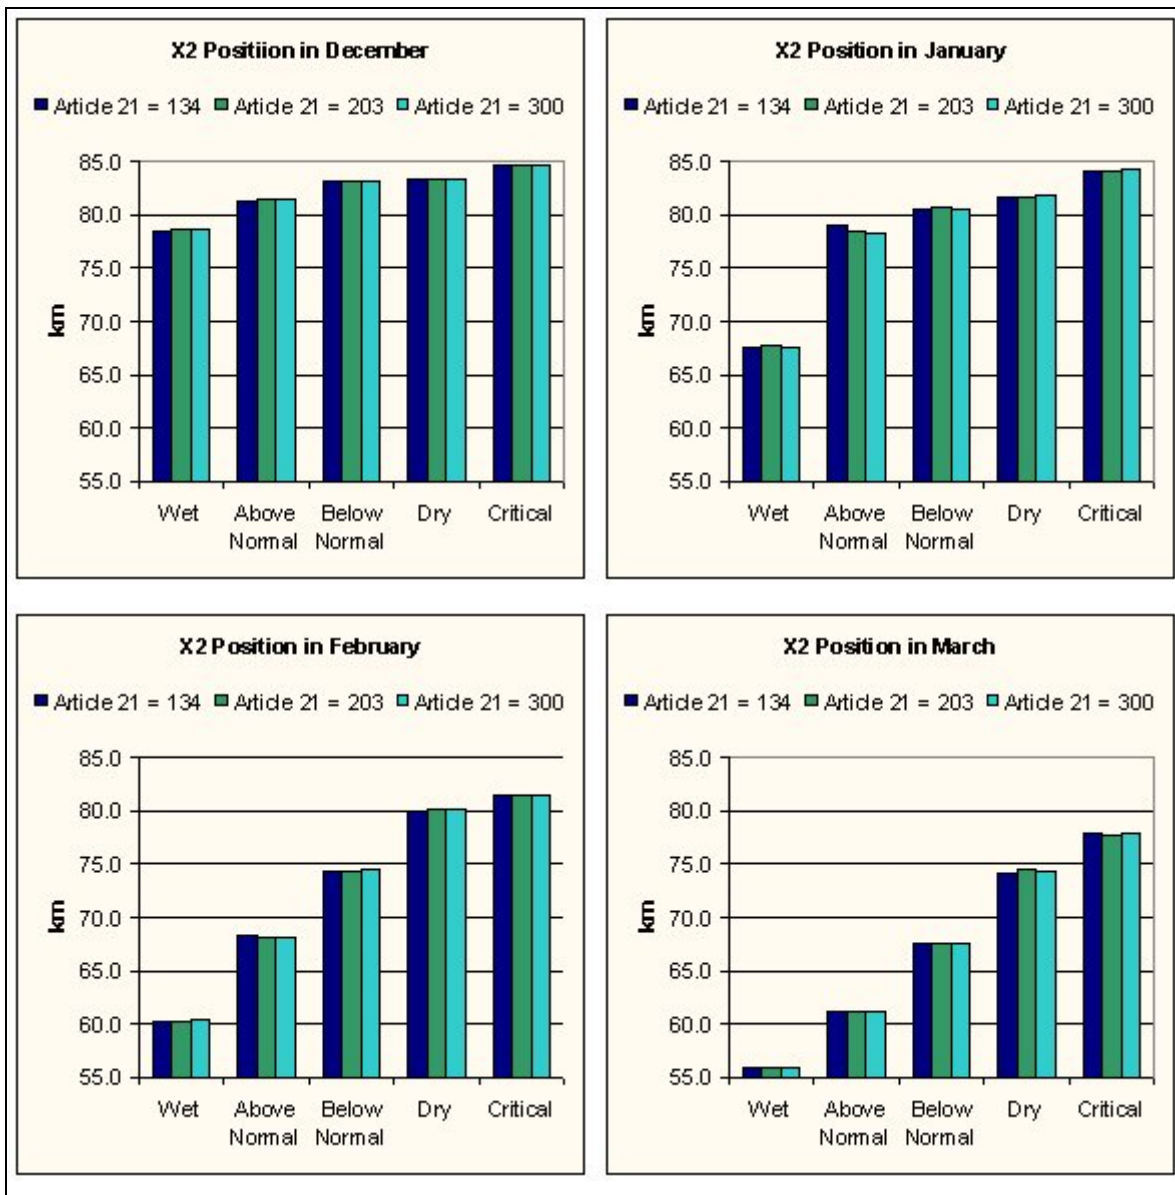 X2 Positiion in December
Article 21 = 134 Article 21 = 203 Article 21 = 300
85.0
80.0
75.0
70.0
65.0
60.0
55.0
km
Wet Above Normal Below Normal Dry Critical
X2 Position in January
Article 21 = 134 Article 21 = 203 Article 21 = 300
85.0
80.0
75.0
70.0
65.0
60.0
55.0
km
Wet Above Normal Below Normal Dry Critical
X2 Position in February
Article 21 = 134 Article 21 = 203 Article 21 = 300
85.0
80.0
75.0
70.0
65.0
60.0
55.0
km
Wet Above Normal Below Normal Dry Critical
X2 Position in March
Article 21 = 134 Article 21 = 203 Article 21 = 300
85.0
80.0
75.0
70.0
65.0
60.0
55.0
km
Wet Above Normal Below Normal Dry Critical